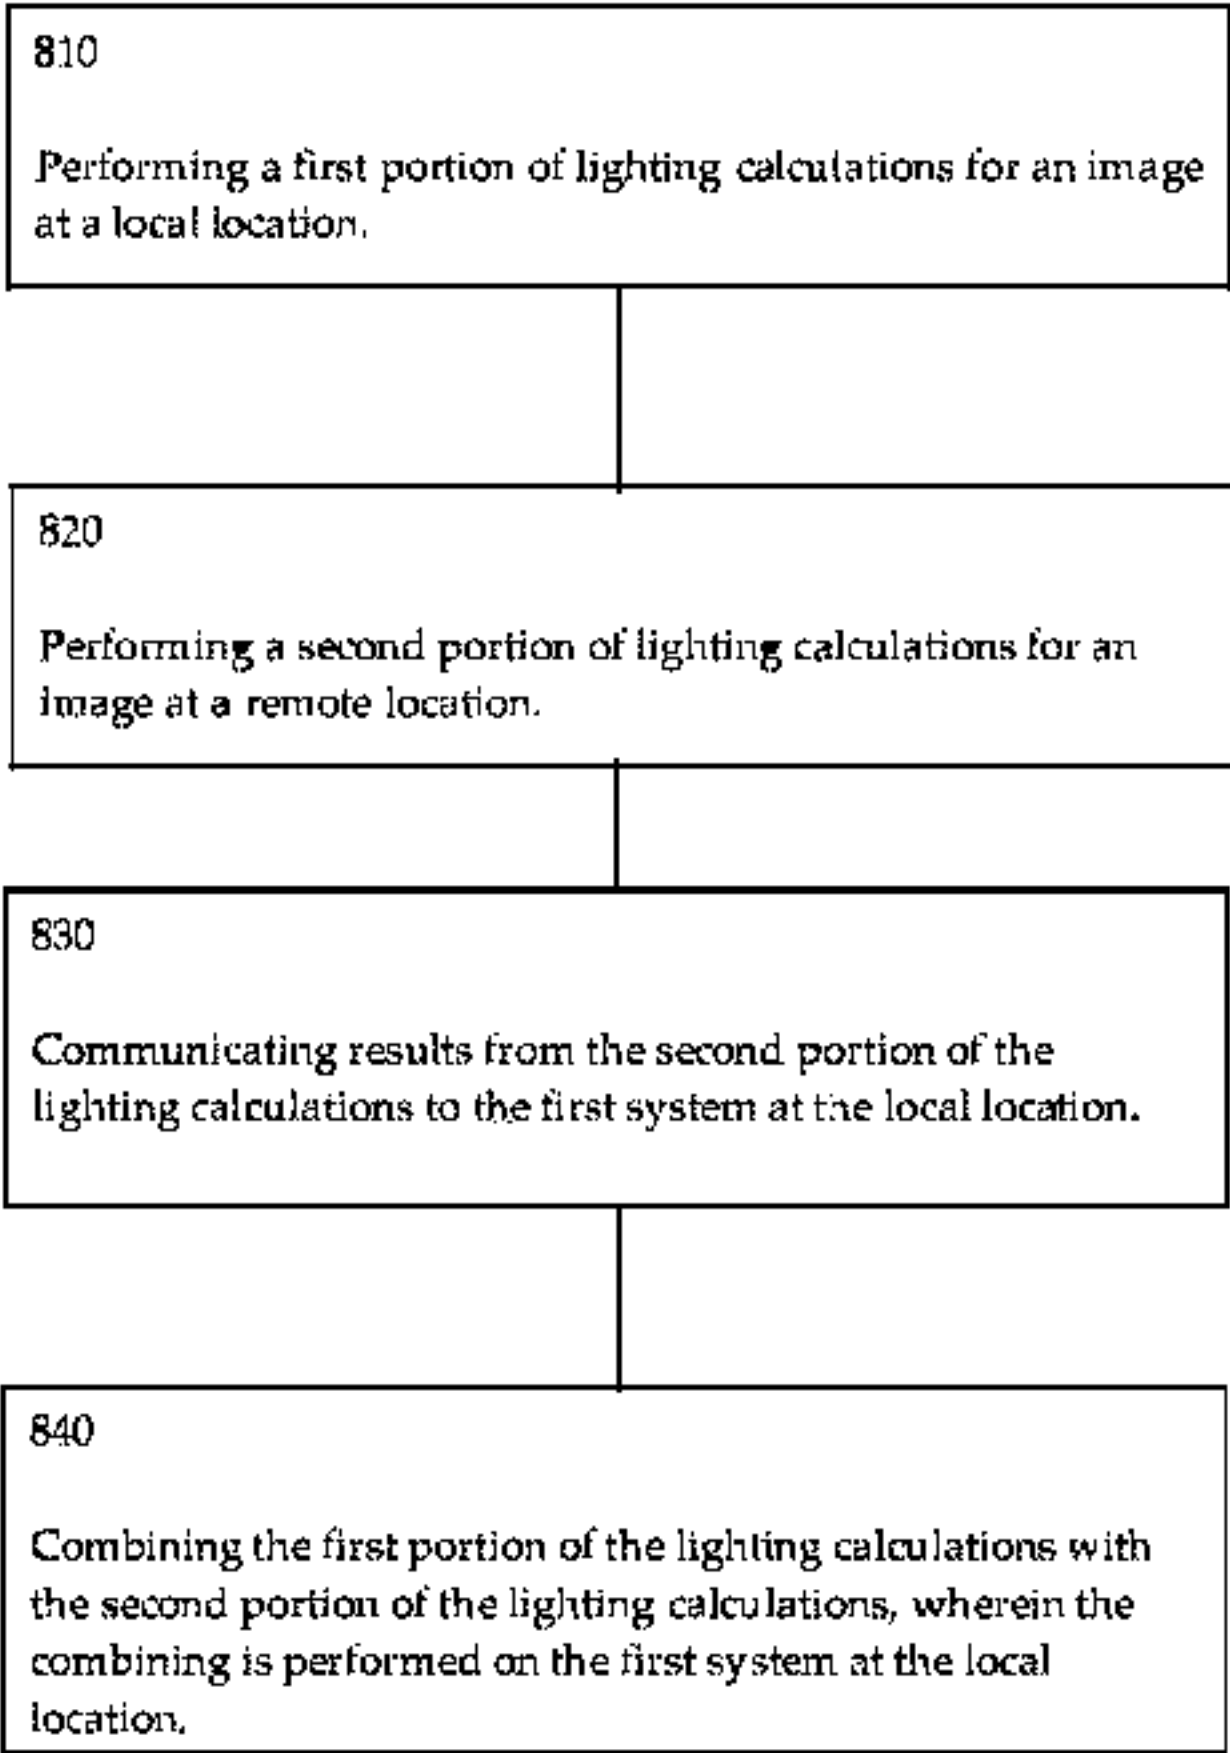 810
Performing a first portion of lighting calculations for an image
at a local location.
820
Performing a second portion of lighting calculations for an
image at a remote location.
830
Communicating results from the second portion of the
lighting calculations to the first system at the local location.
840
Combining the first portion of the lighting calculations with
the second portion of the lighting calculations, wherein the
combining is performed on the first system at the local
location.